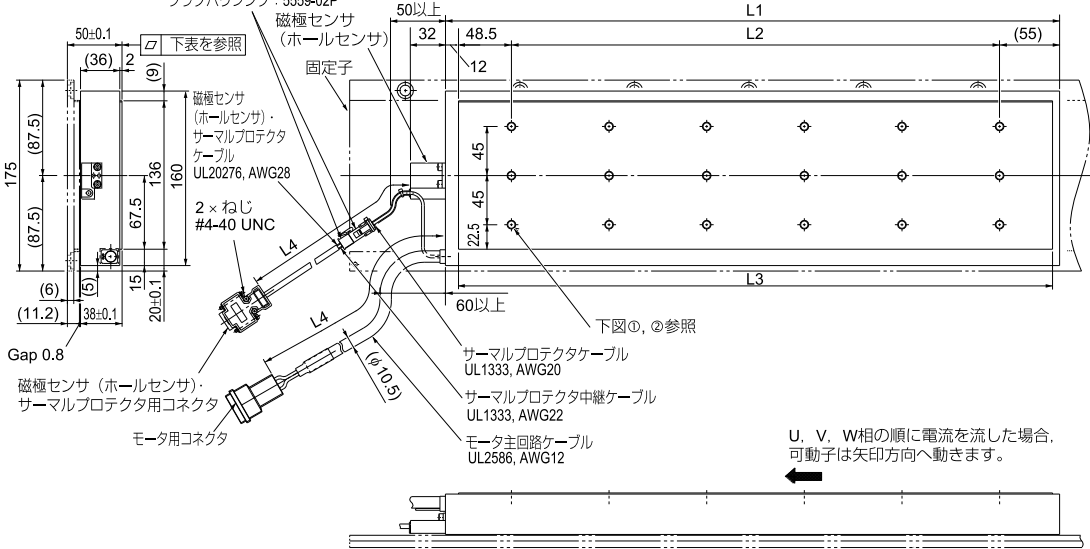 プラグハウジング：5559-02P
50以上
L1
磁極センサ
(ホールセンサ)
32
48.5
L2
(55)
50±0.1
下表を参照
(36)
2
(9)
12
固定子
磁極センサ
(ホールセンサ)・
サーマルプロテクタ
ケーブル
UL20276, AWG28
175
(87.5)
(87.5)
136
160
67.5
45
45
22.5
2 × ねじ
#4-40 UNC
L4
(5)
15
20±0.1
(6)
(11.2)
38±0.1
L3
60以上
下図①, ②参照
Gap 0.8
L4
(φ10.5)
サーマルプロテクタケーブル
UL1333, AWG20
磁極センサ (ホールセンサ)・
サーマルプロテクタ用コネクタ
サーマルプロテクタ中継ケーブル
UL1333, AWG22
モータ用コネクタ
モータ主回路ケーブル
UL2586, AWG12
U, V, W相の順に電流を流した場合,
可動子は矢印方向へ動きます。